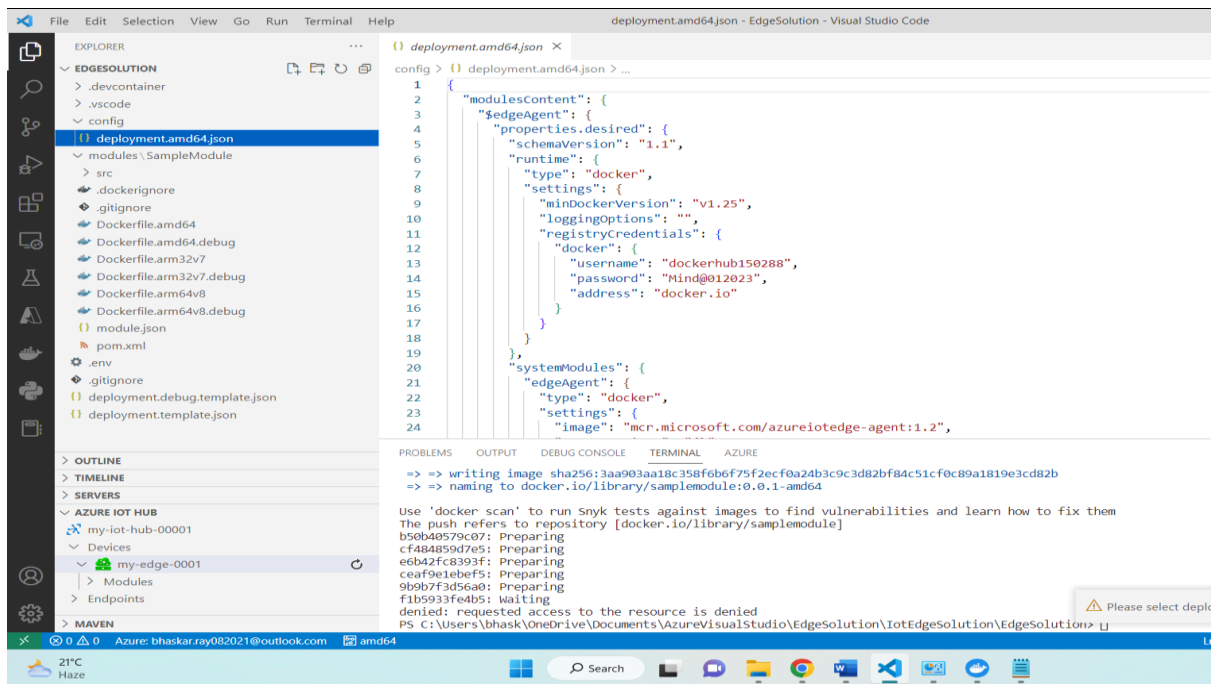 File Edit Selection View Go Run Terminal Help
deployment.amd64.json - EdgeSolution - Visual Studio Code
EXPLORER
EDGESOLUTION
.devcontainer
.vscode
config
{} deployment.amd64.json
modules \ SampleModule
src
.dockerignore
.gitignore
Dockerfile.amd64
Dockerfile.amd64.debug
Dockerfile.arm32v7
Dockerfile.arm32v7.debug
Dockerfile.arm64v8
Dockerfile.arm64v8.debug
{} module.json
pom.xml
.env
.gitignore
{} deployment.debug.template.json
{} deployment.template.json
OUTLINE
TIMELINE
SERVERS
AZURE IOT HUB
my-iot-hub-00001
Devices
my-edge-0001
Modules
Endpoints
MAVEN
{} deployment.amd64.json
config > {} deployment.amd64.json > ...
1 {
2 "modulesContent": {
3 "$edgeAgent": {
4 "properties.desired": {
5 "schemaVersion": "1.1",
6 "runtime": {
7 "type": "docker",
8 "settings": {
9 "minDockerVersion": "v1.25",
10 "loggingOptions": "",
11 "registryCredentials": {
12 "docker": {
13 "username": "dockerhub150288",
14 "password": "Mind@012023",
15 "address": "docker.io"
16 }
17 }
18 }
19 },
20 "systemModules": {
21 "edgeAgent": {
22 "type": "docker",
23 "settings": {
24 "image": "mcr.microsoft.com/azureiotedge-agent:1.2",
PROBLEMS OUTPUT DEBUG CONSOLE TERMINAL AZURE
=> => writing image sha256:3aa903aa18c358f6b6f75f2ecf0a24b3c9c3d82bf84c51cf0c89a1819e3cd82b
=> => naming to docker.io/library/samplemodule:0.0.1-amd64
Use 'docker scan' to run Snyk tests against images to find vulnerabilities and learn how to fix them
The push refers to repository [docker.io/library/samplemodule]
b50b40579c07: Preparing
cf484859d7e5: Preparing
e6b42fc8393f: Preparing
ceaf9e1ebef5: Preparing
9b9b7f3d56a0: Preparing
f1b5933fe4b5: Waiting
denied: requested access to the resource is denied
PS C:\Users\bhask\OneDrive\Documents\AzureVisualStudio\EdgeSolution\IotEdgeSolution\EdgeSolution>
Please select deplo
0 0 Azure: bhaskar.ray082021@outlook.com amd64
21°C
Haze
Search